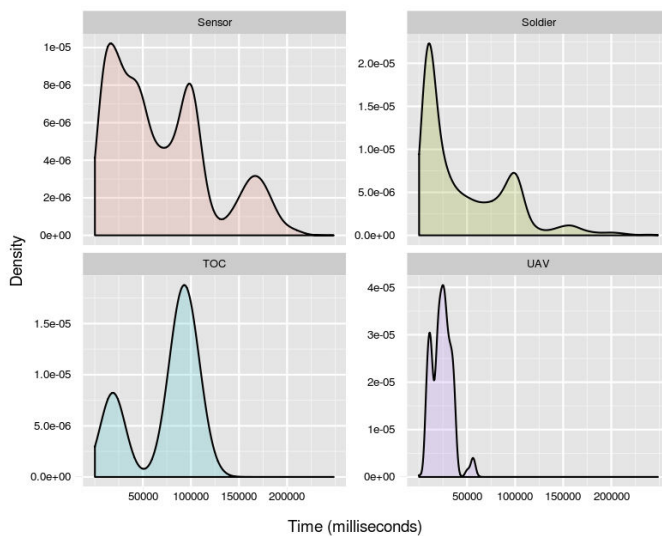 Sensor
Soldier
1e-05
8e-06
6e-06
4e-06
2e-06
0e+00
2.0e-05
1.5e-05
1.0e-05
5.0e-06
0.0e+00
Density
TOC
UAV
1.5e-05
1.0e-05
5.0e-06
0.0e+00
4e-05
3e-05
2e-05
1e-05
0e+00
50000 100000 150000 200000
50000 100000 150000 200000
Time (milliseconds)